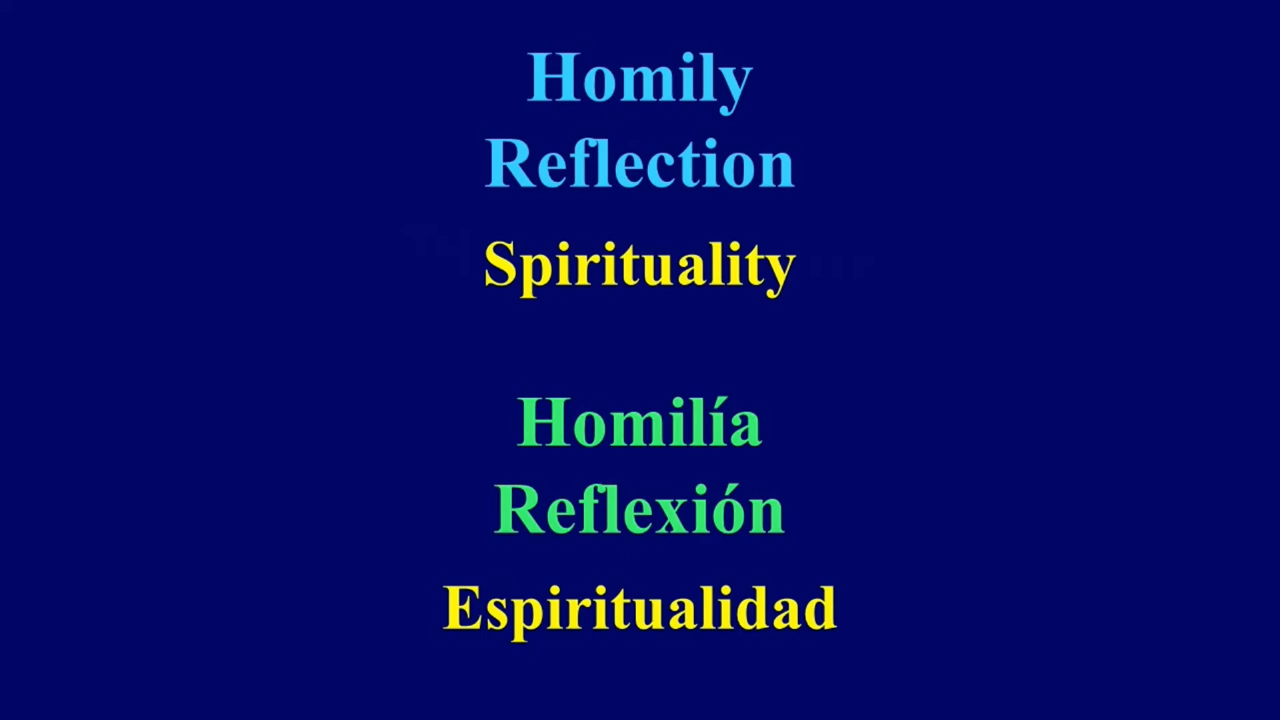 Homily
Reflection
Spirituality
Homilía
Reflexión
Espiritualidad